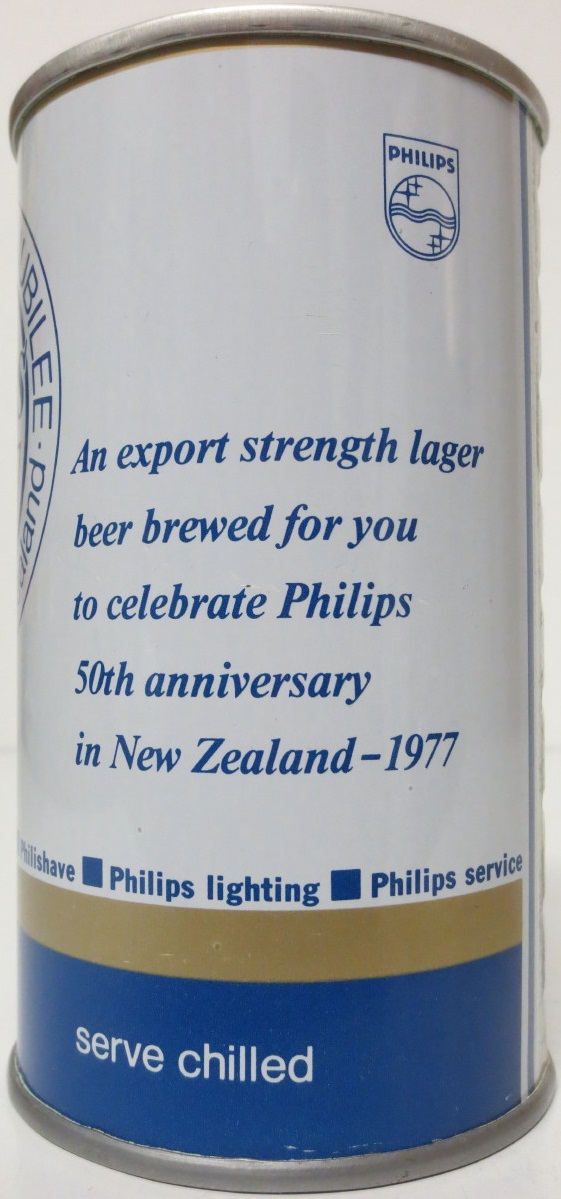 PHILIPS
An export strength lager
beer brewed for you
to celebrate Philips
50th anniversary
in New Zealand-1977
Philishave ■ Philips lighting ■ Philips service
serve chilled